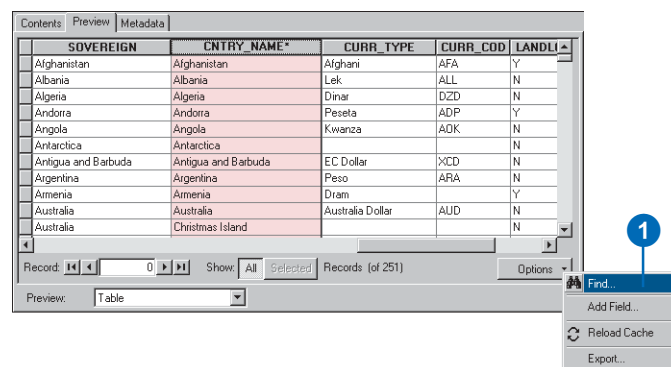 Contents Preview Metadata
SOVEREIGN CNTRY_NAME* CURR_TYPE CURR_COD LANDL
Afghanistan Afghanistan Afghani AFA Y
Albania Albania Lek ALL N
Algeria Algeria Dinar DZD N
Andorra Andorra Peseta ADP Y
Angola Angola Kwanza AOK N
Antarctica Antarctica N
Antigua and Barbuda Antigua and Barbuda EC Dollar XCD N
Argentina Argentina Peso ARA N
Armenia Armenia Dram Y
Australia Australia Australia Dollar AUD N
Australia Christmas Island N
1
Record: 0 Show: All Selected Records (of 251) Options
Find...
Preview: Table
Add Field...
Reload Cache
Export...